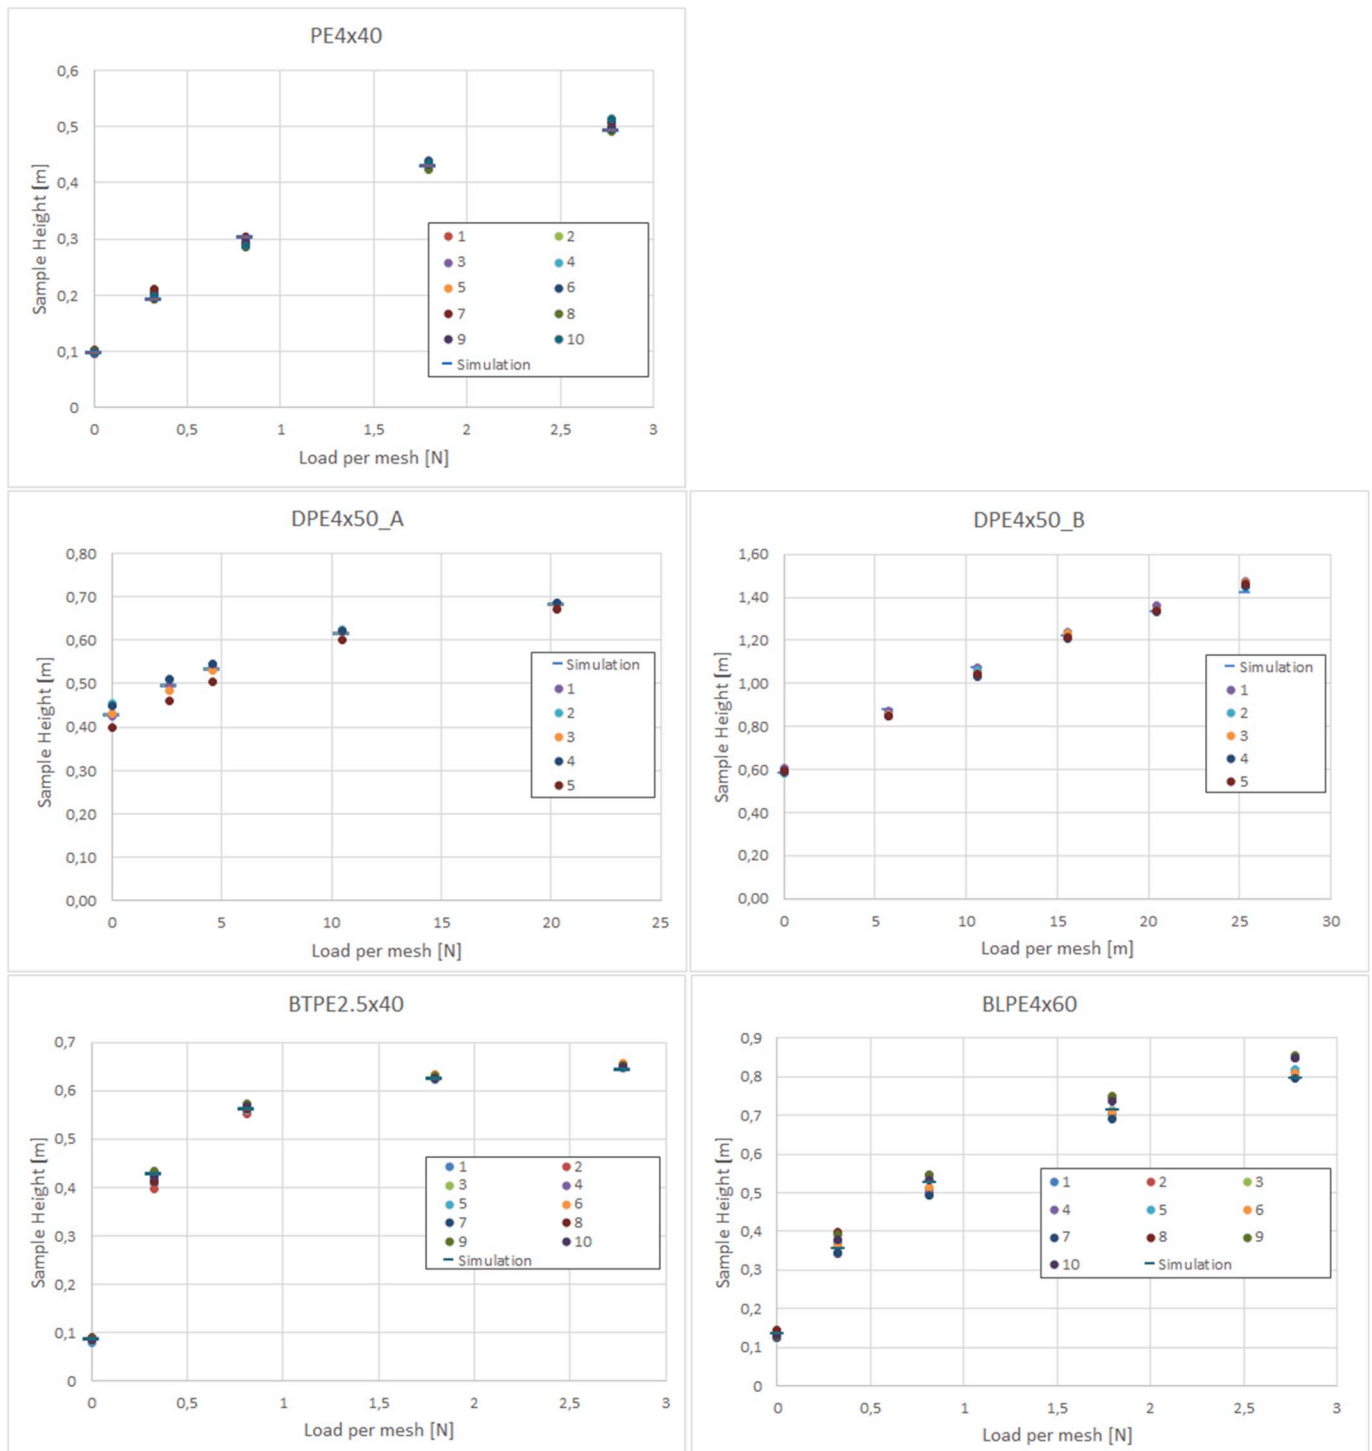 PE4x40
0,6
0,5
0,4
0,3
0,2
0,1
0
Sample Height [m]
1 2
3 4
5 6
7 8
9 10
Simulation
0 0,5 1 1,5 2 2,5 3
Load per mesh [N]
DPE4x50_A
0,80
0,70
0,60
0,50
0,40
0,30
0,20
0,10
0,00
Sample Height [m]
Simulation
1
2
3
4
5
0 5 10 15 20 25
Load per mesh [N]
DPE4x50_B
1,60
1,40
1,20
1,00
0,80
0,60
0,40
0,20
0,00
Sample Height [m]
Simulation
1
2
3
4
5
0 5 10 15 20 25 30
Load per mesh [m]
BTPE2.5x40
0,7
0,6
0,5
0,4
0,3
0,2
0,1
0
Sample Height [m]
1 2
3 4
5 6
7 8
9 10
Simulation
0 0,5 1 1,5 2 2,5 3
Load per mesh [N]
BLPE4x60
0,9
0,8
0,7
0,6
0,5
0,4
0,3
0,2
0,1
0
Sample Height [m]
1 2 3
4 5 6
7 8 9
10 Simulation
0 0,5 1 1,5 2 2,5 3
Load per mesh [N]